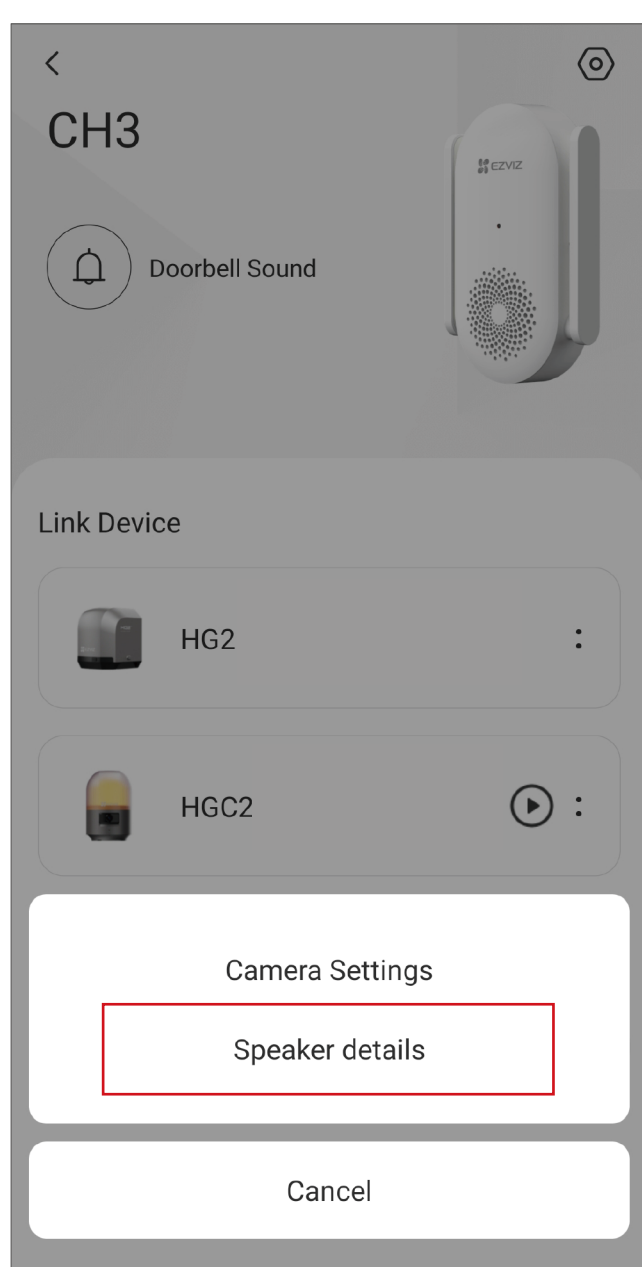 CH3
EZVIZ
Doorbell Sound
Link Device
HG2
HGC2
Camera Settings
Speaker details
Cancel